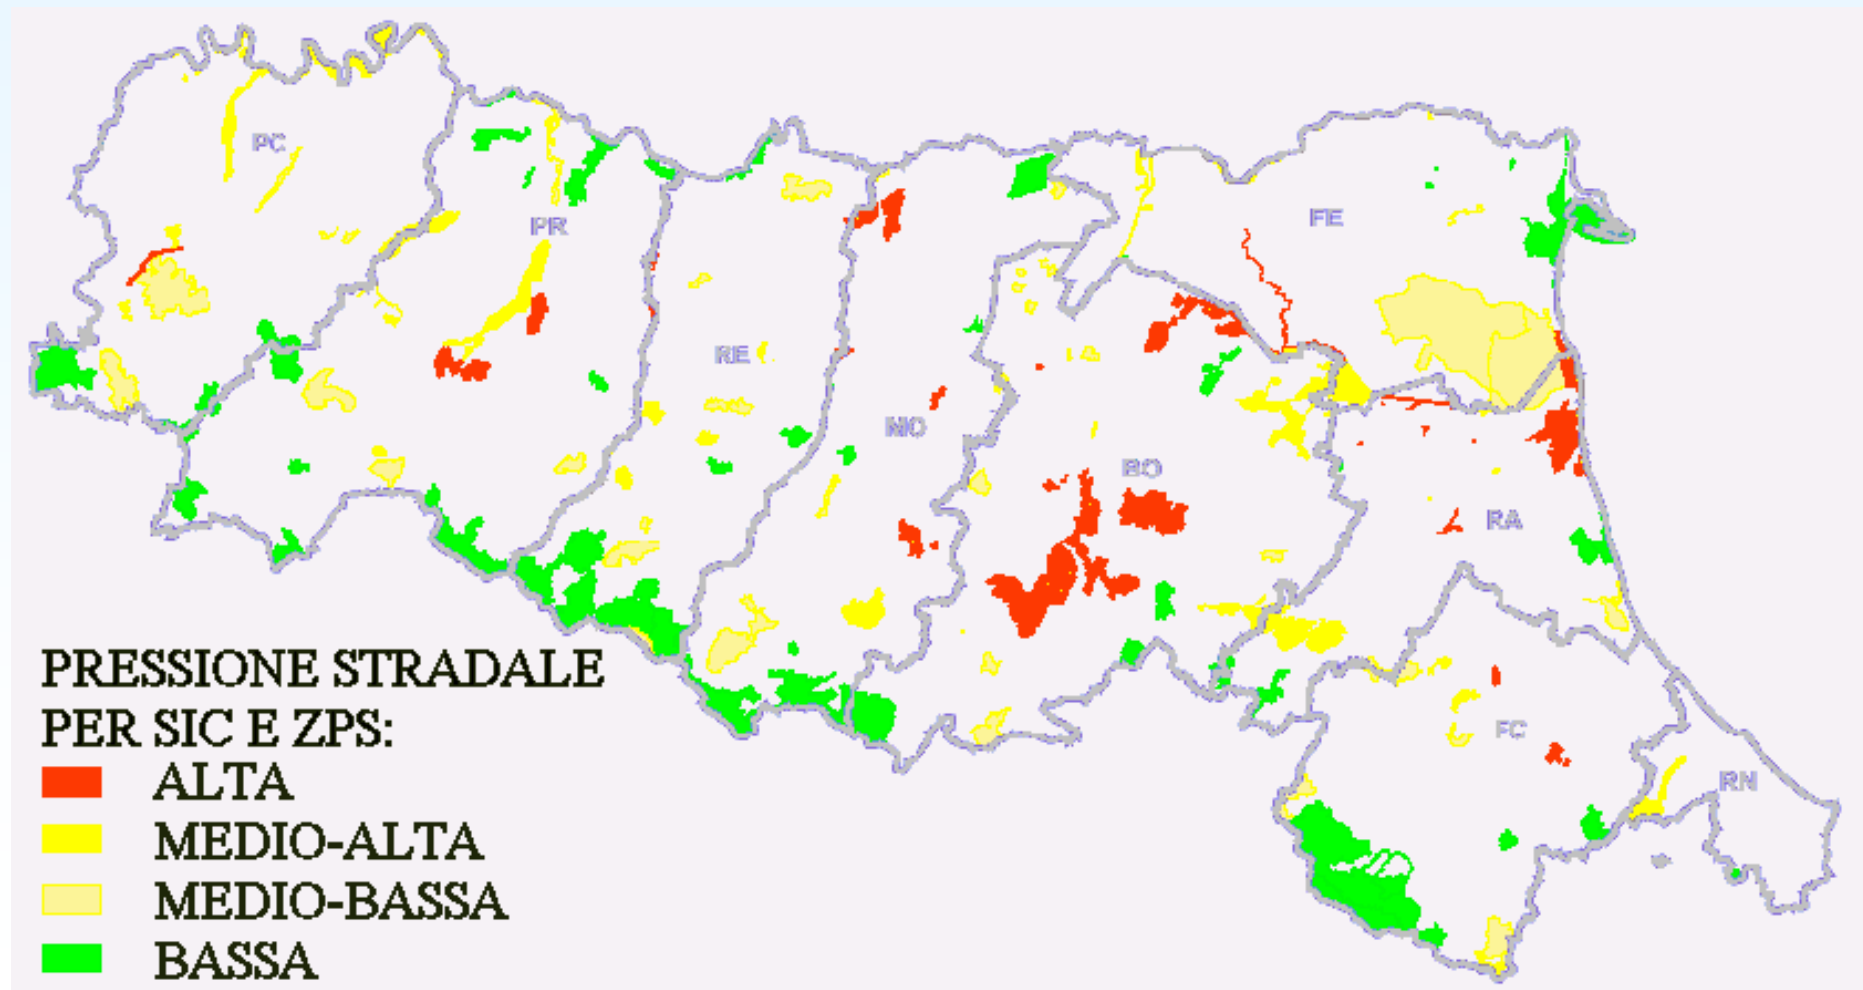 PC
PR
FE
RE
MO
BO
RA
FC
RN
PRESSIONE STRADALE
PER SIC E ZPS:
ALTA
MEDIO-ALTA
MEDIO-BASSA
BASSA